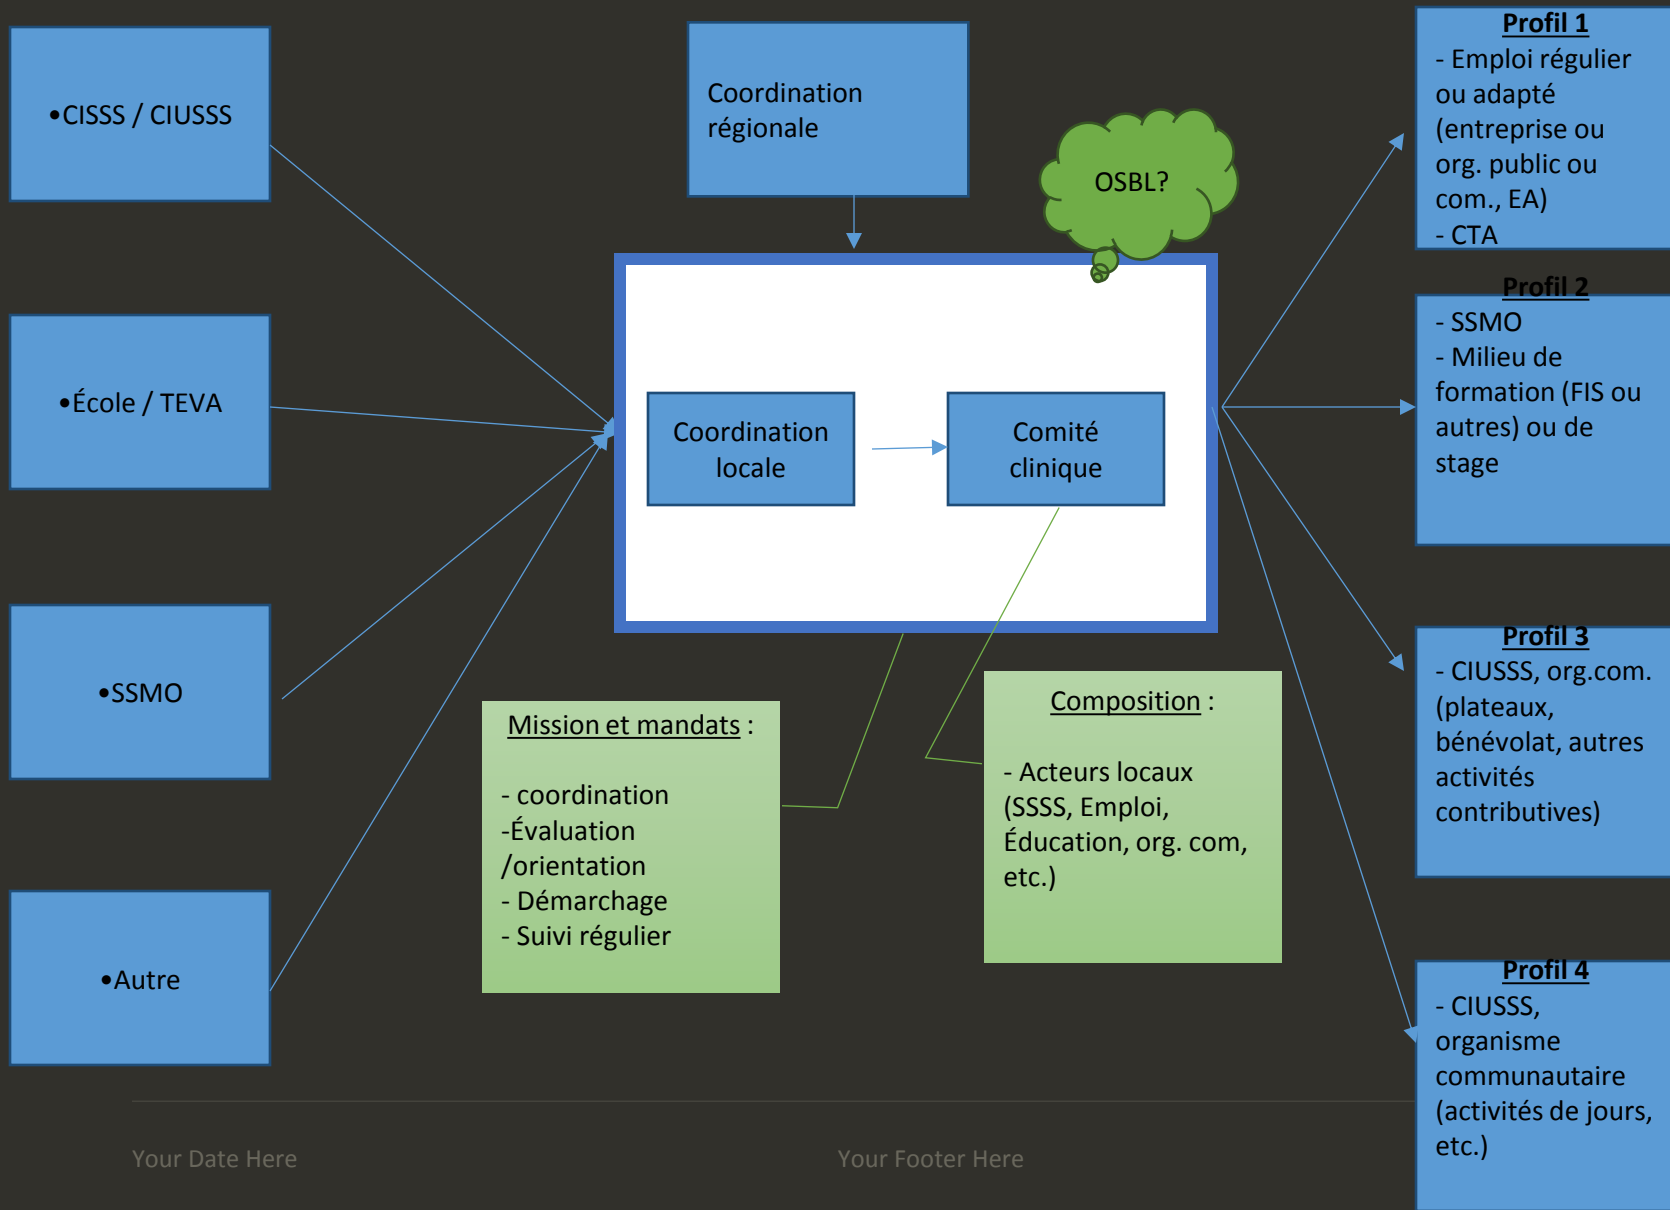 •CISSS / CIUSSS
•École / TEVA
•SSMO
•Autre
Coordination
régionale
OSBL?
Coordination
locale
Comité
clinique
Mission et mandats :
- coordination
-Évaluation
/orientation
- Démarchage
- Suivi régulier
Composition :
- Acteurs locaux
(SSSS, Emploi,
Éducation, org. com,
etc.)
Profil 1
- Emploi régulier
ou adapté
(entreprise ou
org. public ou
com., EA)
- CTA
Profil 2
- SSMO
- Milieu de
formation (FIS ou
autres) ou de
stage
Profil 3
- CIUSSS, org.com.
(plateaux,
bénévolat, autres
activités
contributives)
Profil 4
- CIUSSS,
organisme
communautaire
(activités de jours,
etc.)
Your Date Here
Your Footer Here